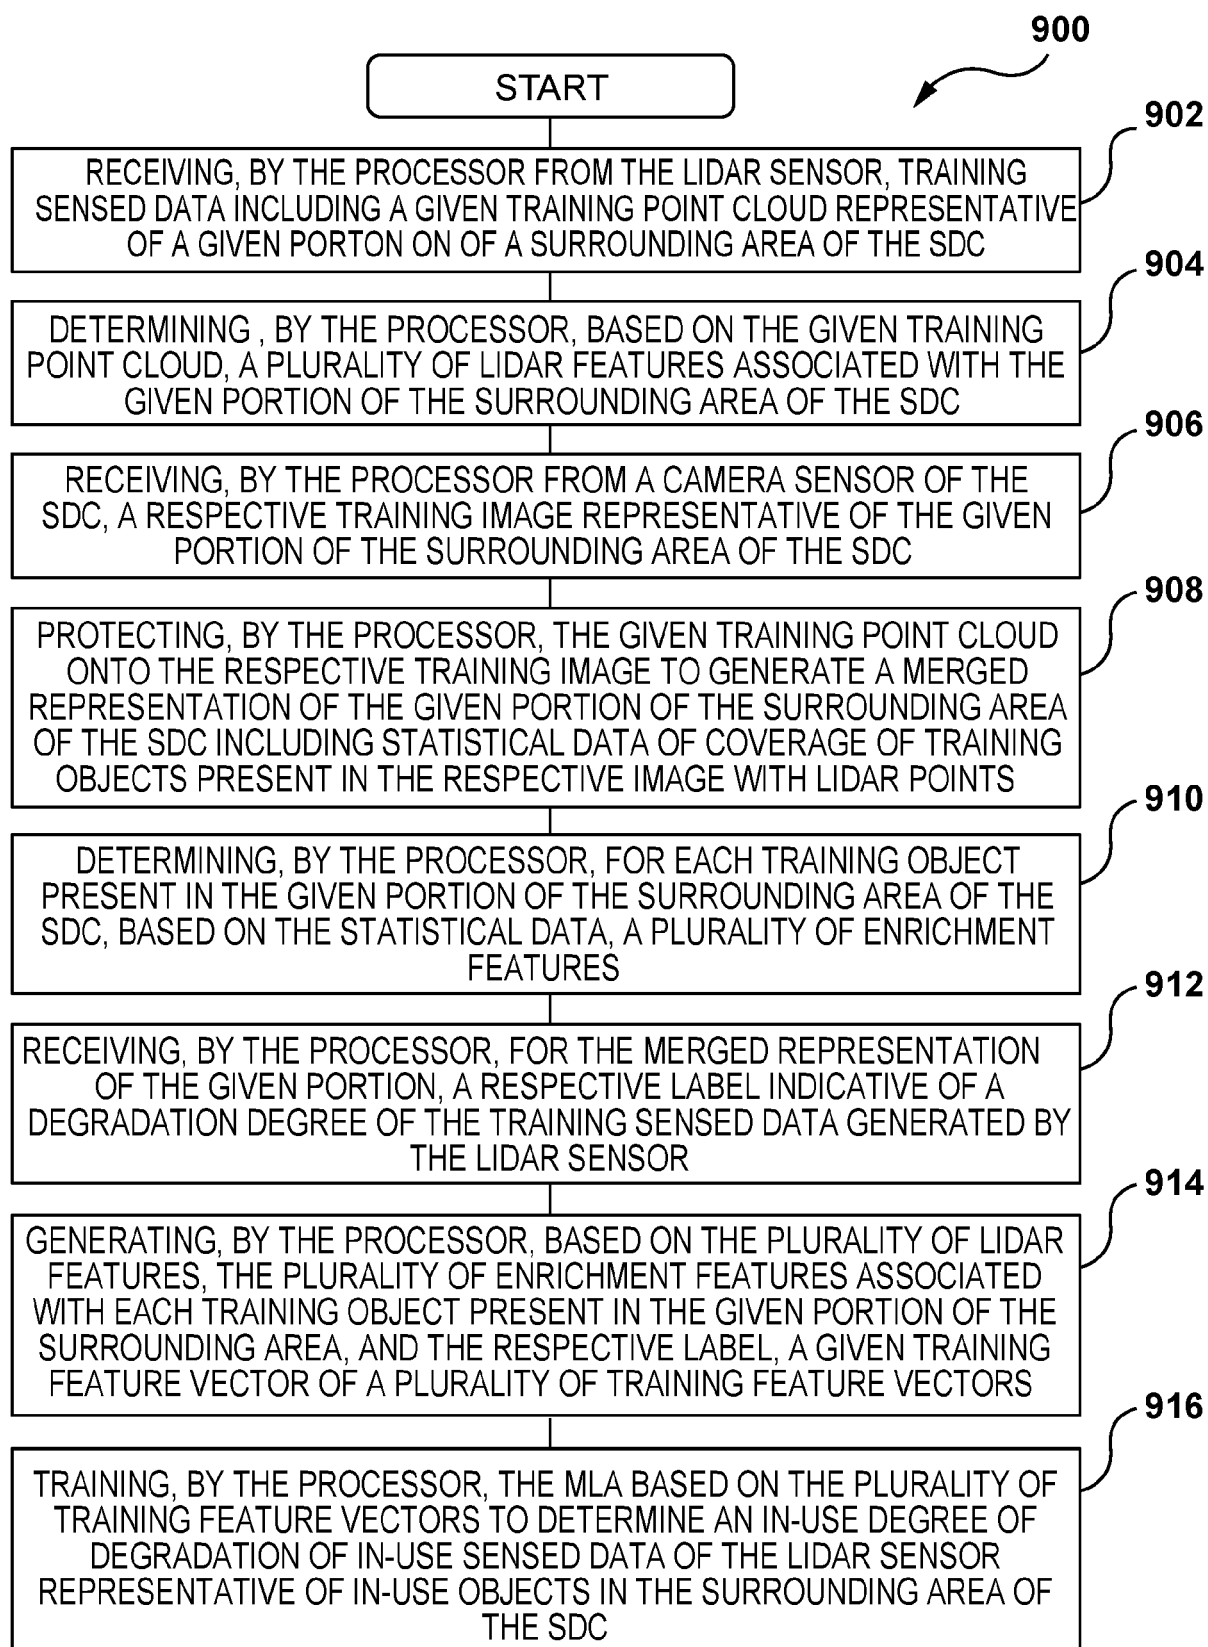 900
START
902
RECEIVING, BY THE PROCESSOR FROM THE LIDAR SENSOR, TRAINING
SENSED DATA INCLUDING A GIVEN TRAINING POINT CLOUD REPRESENTATIVE
OF A GIVEN PORTON ON OF A SURROUNDING AREA OF THE SDC
904
DETERMINING , BY THE PROCESSOR, BASED ON THE GIVEN TRAINING
POINT CLOUD, A PLURALITY OF LIDAR FEATURES ASSOCIATED WITH THE
GIVEN PORTION OF THE SURROUNDING AREA OF THE SDC
906
RECEIVING, BY THE PROCESSOR FROM A CAMERA SENSOR OF THE
SDC, A RESPECTIVE TRAINING IMAGE REPRESENTATIVE OF THE GIVEN
PORTION OF THE SURROUNDING AREA OF THE SDC
908
PROTECTING, BY THE PROCESSOR, THE GIVEN TRAINING POINT CLOUD
ONTO THE RESPECTIVE TRAINING IMAGE TO GENERATE A MERGED
REPRESENTATION OF THE GIVEN PORTION OF THE SURROUNDING AREA
OF THE SDC INCLUDING STATISTICAL DATA OF COVERAGE OF TRAINING
OBJECTS PRESENT IN THE RESPECTIVE IMAGE WITH LIDAR POINTS
910
DETERMINING, BY THE PROCESSOR, FOR EACH TRAINING OBJECT
PRESENT IN THE GIVEN PORTION OF THE SURROUNDING AREA OF THE
SDC, BASED ON THE STATISTICAL DATA, A PLURALITY OF ENRICHMENT
FEATURES
912
RECEIVING, BY THE PROCESSOR, FOR THE MERGED REPRESENTATION
OF THE GIVEN PORTION, A RESPECTIVE LABEL INDICATIVE OF A
DEGRADATION DEGREE OF THE TRAINING SENSED DATA GENERATED BY
THE LIDAR SENSOR
914
GENERATING, BY THE PROCESSOR, BASED ON THE PLURALITY OF LIDAR
FEATURES, THE PLURALITY OF ENRICHMENT FEATURES ASSOCIATED
WITH EACH TRAINING OBJECT PRESENT IN THE GIVEN PORTION OF THE
SURROUNDING AREA, AND THE RESPECTIVE LABEL, A GIVEN TRAINING
FEATURE VECTOR OF A PLURALITY OF TRAINING FEATURE VECTORS
916
TRAINING, BY THE PROCESSOR, THE MLA BASED ON THE PLURALITY OF
TRAINING FEATURE VECTORS TO DETERMINE AN IN-USE DEGREE OF
DEGRADATION OF IN-USE SENSED DATA OF THE LIDAR SENSOR
REPRESENTATIVE OF IN-USE OBJECTS IN THE SURROUNDING AREA OF
THE SDC